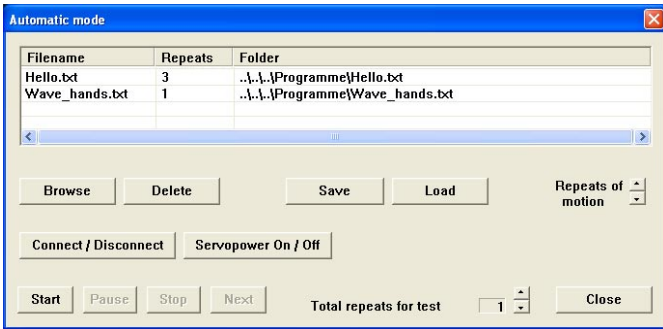 Automatic mode
Filename Repeats Folder
Hello.txt 3 ..\..\..\Programme\Hello.txt
Wave_hands.txt 1 ..\..\..\Programme\Wave_hands.txt
Browse Delete Save Load Repeats of
motion
Connect / Disconnect Servopower On / Off
Start Pause Stop Next Total repeats for test 1 Close